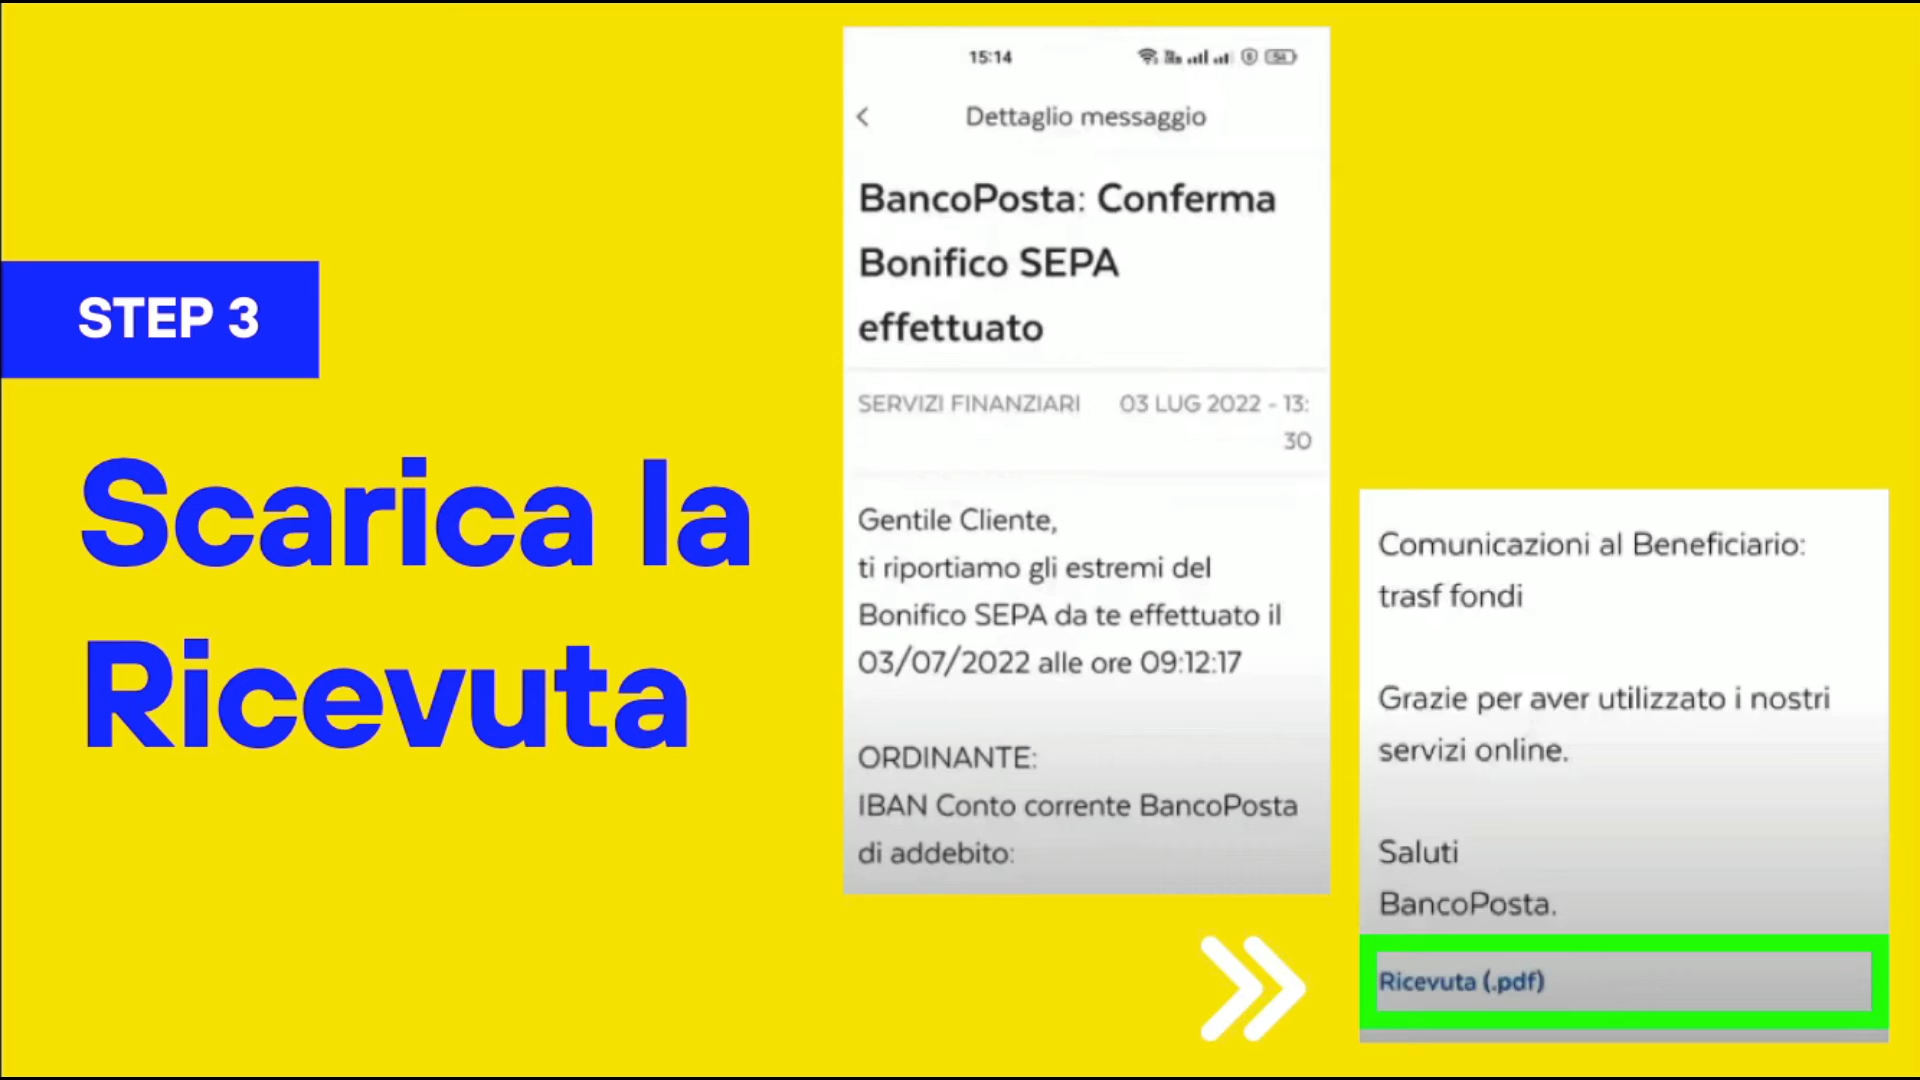 STEP 3
Scarica la
Ricevuta
15:14
54
Dettaglio messaggio
BancoPosta: Conferma
Bonifico SEPA
effettuato
SERVIZI FINANZIARI 03 LUG 2022 - 13:
30
Gentile Cliente,
ti riportiamo gli estremi del
Bonifico SEPA da te effettuato il
03/07/2022 alle ore 09:12:17
ORDINANTE:
IBAN Conto corrente BancoPosta
di addebito:
Comunicazioni al Beneficiario:
trasf fondi
Grazie per aver utilizzato i nostri
servizi online.
Saluti
BancoPosta.
Ricevuta (.pdf)